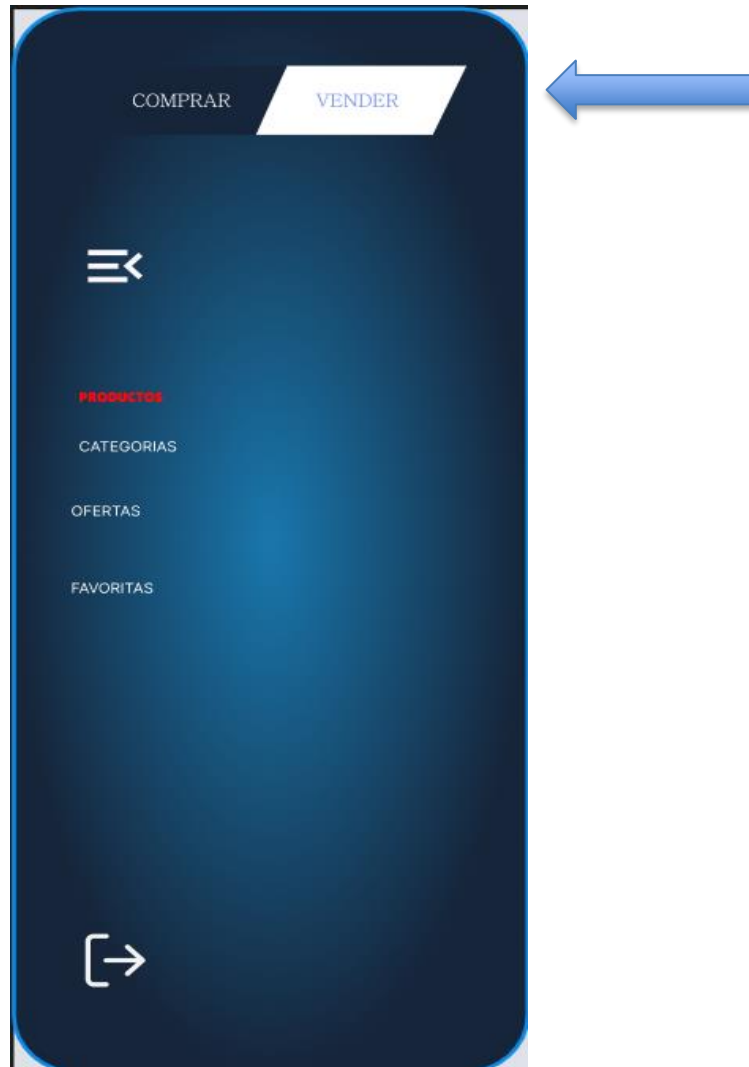 COMPRAR VENDER
PRODUCTOS
CATEGORIAS
OFERTAS
FAVORITAS